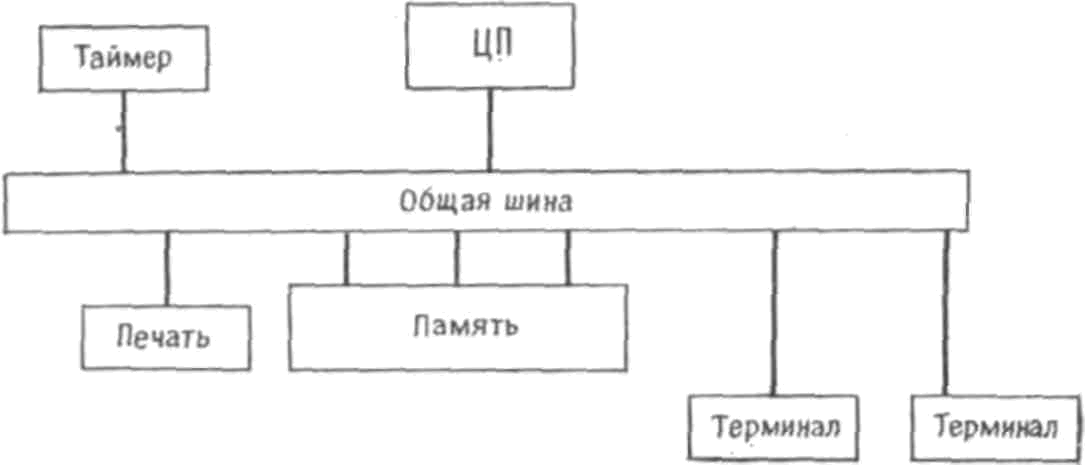 Таймер
ЦП
Общая шина
Печать
Память
Терминал
Терминал